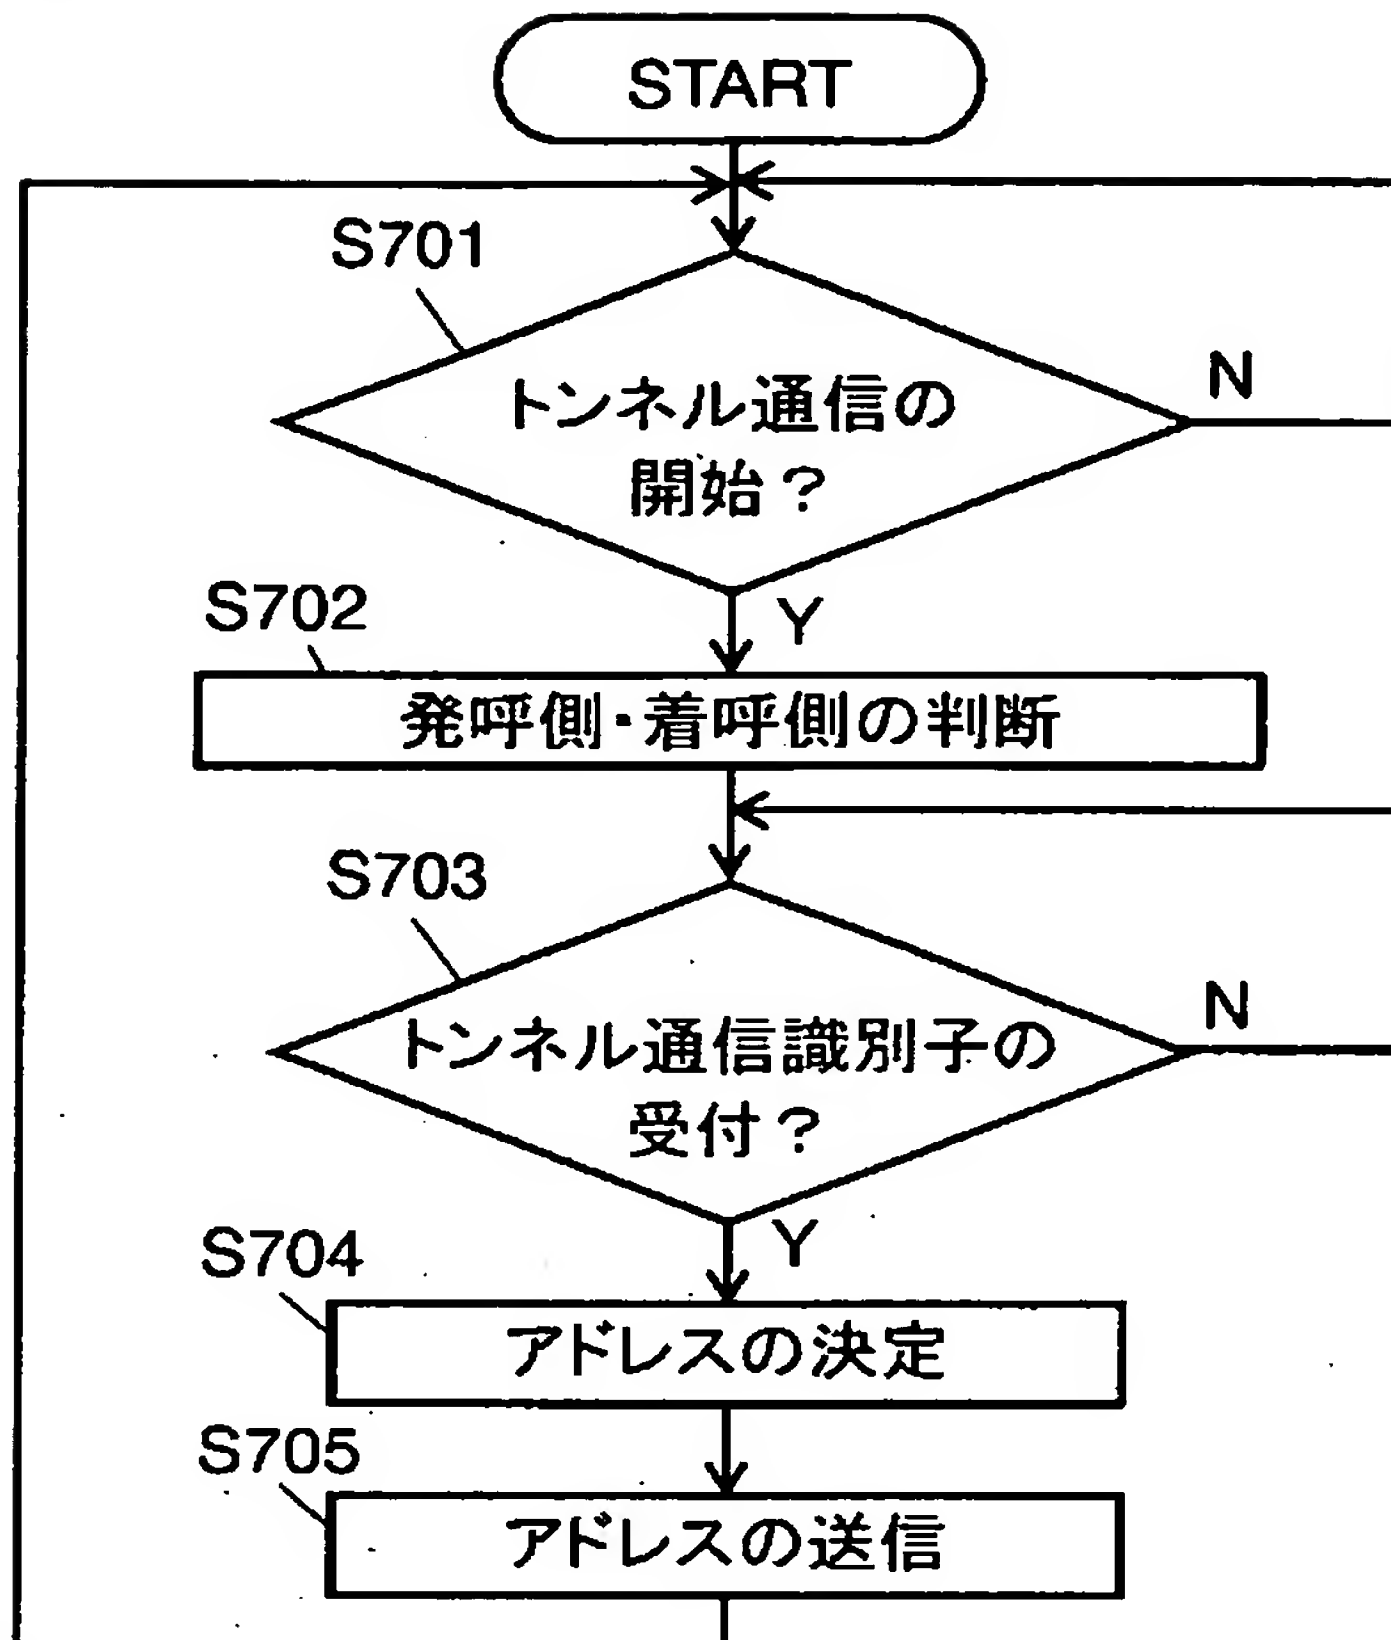 START
S701
トンネル通信の
開始？
N
Y
S702
発呼側・着呼側の判断
S703
トンネル通信識別子の
受付？
N
Y
S704
アドレスの決定
S705
アドレスの送信